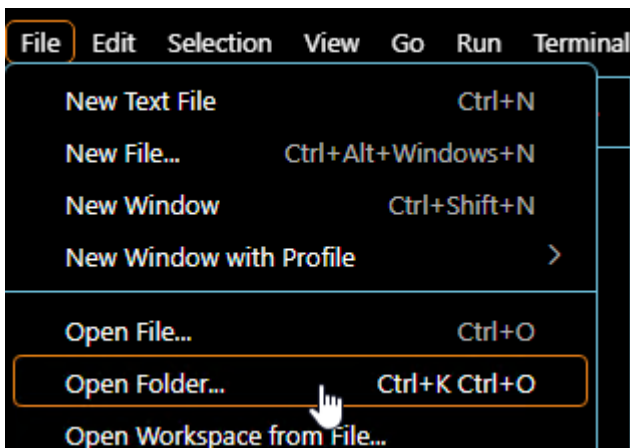 File Edit Selection View Go Run Terminal
New Text File Ctrl+N
New File... Ctrl+Alt+Windows+N
New Window Ctrl+Shift+N
New Window with Profile
Open File... Ctrl+O
Open Folder... Ctrl+K Ctrl+O
Open Workspace from File...